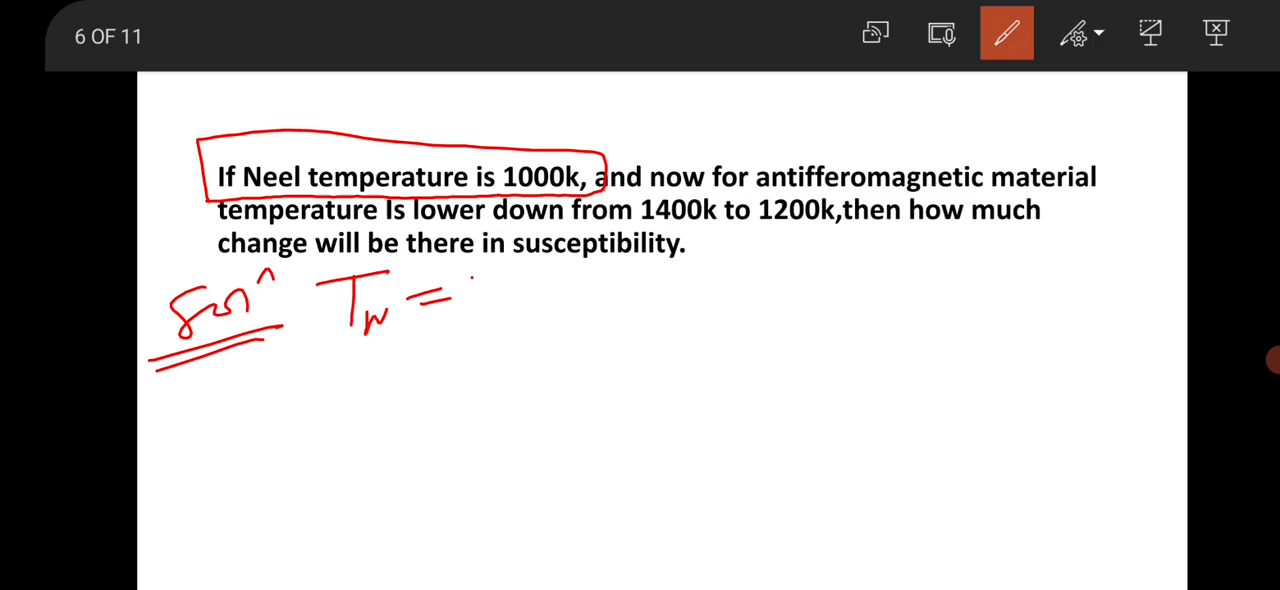 6 OF 11
If Neel temperature is 1000k, and now for antifferomagnetic material
temperature Is lower down from 1400k to 1200k,then how much
change will be there in susceptibility.
Solⁿ T_N =